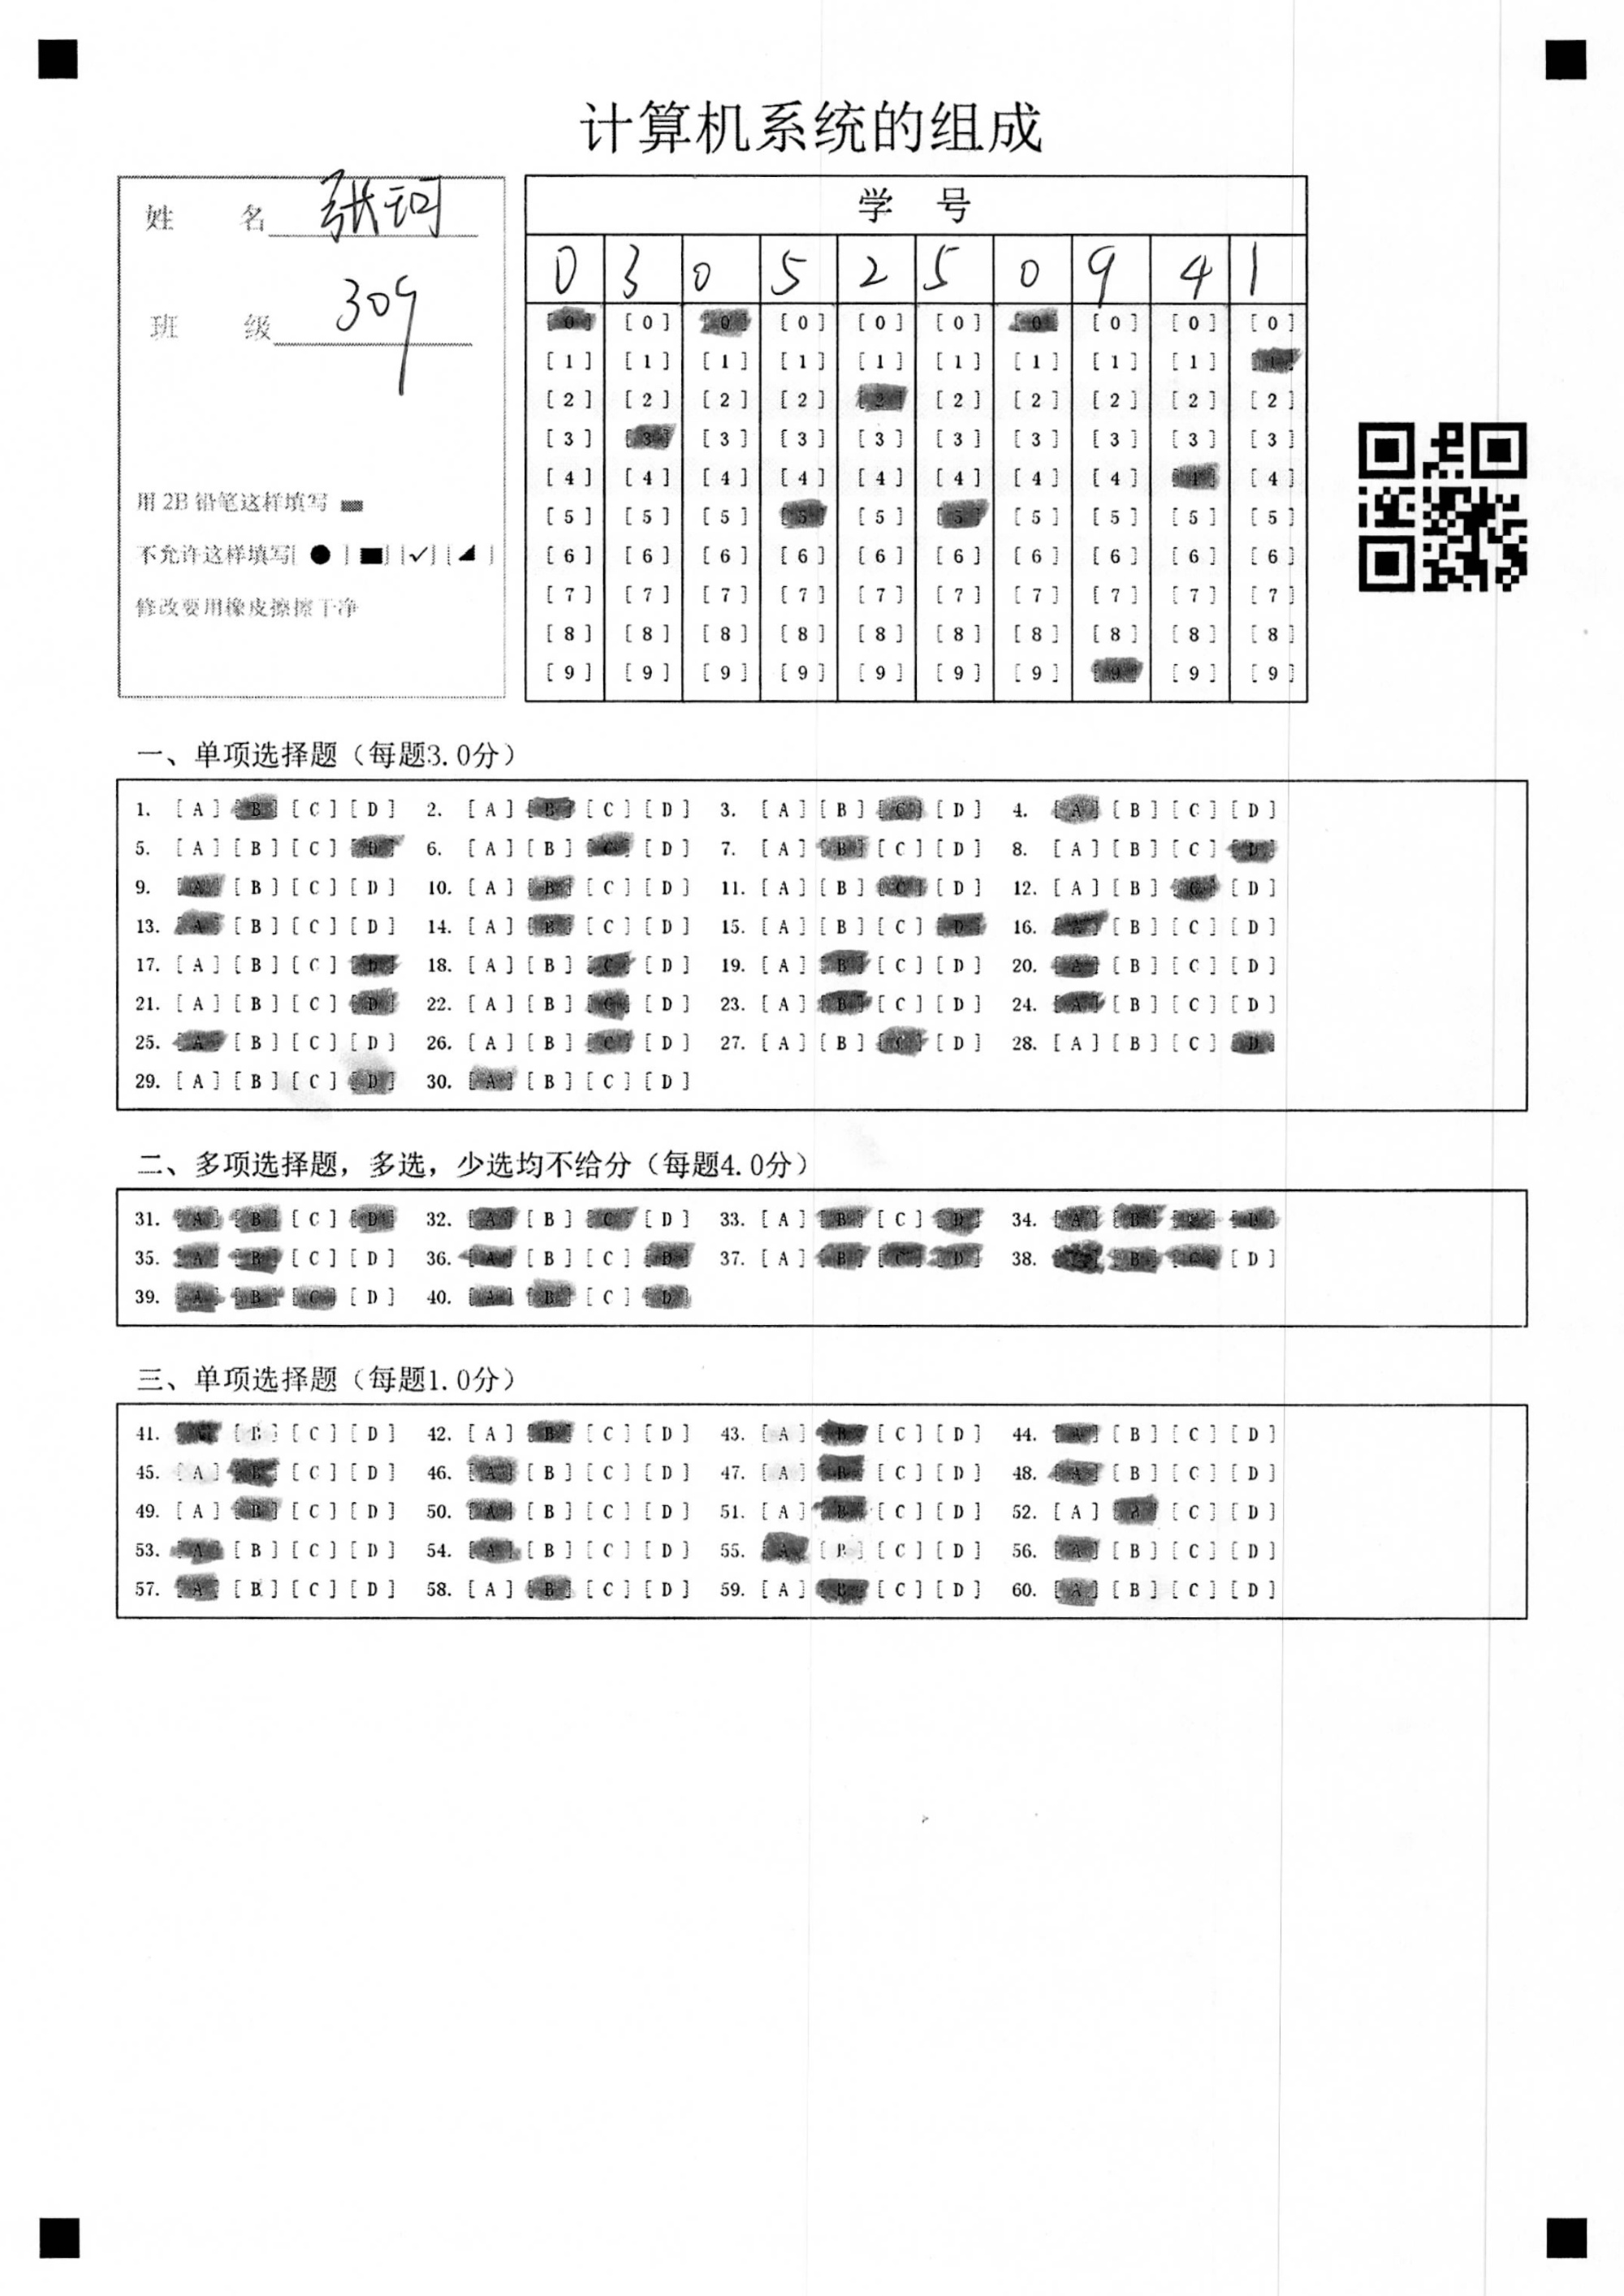 计算机系统的组成
姓 名 张珂
班 级 309
用 2B 铅笔这样填写
不允许这样填写[ ● ] [■] [✓] [◢ ]
修改要用橡皮擦擦干净
学 号
0 3 0 5 2 5 0 9 4 1
[0] [0] [0] [0] [0] [0] [0] [0] [0] [0]
[1] [1] [1] [1] [1] [1] [1] [1] [1] [1]
[2] [2] [2] [2] [2] [2] [2] [2] [2] [2]
[3] [3] [3] [3] [3] [3] [3] [3] [3] [3]
[4] [4] [4] [4] [4] [4] [4] [4] [4] [4]
[5] [5] [5] [5] [5] [5] [5] [5] [5] [5]
[6] [6] [6] [6] [6] [6] [6] [6] [6] [6]
[7] [7] [7] [7] [7] [7] [7] [7] [7] [7]
[8] [8] [8] [8] [8] [8] [8] [8] [8] [8]
[9] [9] [9] [9] [9] [9] [9] [9] [9] [9]
一、单项选择题（每题3.0分）
1. [A] [B] [C] [D] 2. [A] [B] [C] [D] 3. [A] [B] [C] [D] 4. [A] [B] [C] [D]
5. [A] [B] [C] [D] 6. [A] [B] [C] [D] 7. [A] [B] [C] [D] 8. [A] [B] [C] [D]
9. [A] [B] [C] [D] 10. [A] [B] [C] [D] 11. [A] [B] [C] [D] 12. [A] [B] [C] [D]
13. [A] [B] [C] [D] 14. [A] [B] [C] [D] 15. [A] [B] [C] [D] 16. [A] [B] [C] [D]
17. [A] [B] [C] [D] 18. [A] [B] [C] [D] 19. [A] [B] [C] [D] 20. [A] [B] [C] [D]
21. [A] [B] [C] [D] 22. [A] [B] [C] [D] 23. [A] [B] [C] [D] 24. [A] [B] [C] [D]
25. [A] [B] [C] [D] 26. [A] [B] [C] [D] 27. [A] [B] [C] [D] 28. [A] [B] [C] [D]
29. [A] [B] [C] [D] 30. [A] [B] [C] [D]
二、多项选择题，多选，少选均不给分（每题4.0分）
31. [A] [B] [C] [D] 32. [A] [B] [C] [D] 33. [A] [B] [C] [D] 34. [A] [B] [C] [D]
35. [A] [B] [C] [D] 36. [A] [B] [C] [D] 37. [A] [B] [C] [D] 38. [A] [B] [C] [D]
39. [A] [B] [C] [D] 40. [A] [B] [C] [D]
三、单项选择题（每题1.0分）
41. [A] [B] [C] [D] 42. [A] [B] [C] [D] 43. [A] [B] [C] [D] 44. [A] [B] [C] [D]
45. [A] [B] [C] [D] 46. [A] [B] [C] [D] 47. [A] [B] [C] [D] 48. [A] [B] [C] [D]
49. [A] [B] [C] [D] 50. [A] [B] [C] [D] 51. [A] [B] [C] [D] 52. [A] [B] [C] [D]
53. [A] [B] [C] [D] 54. [A] [B] [C] [D] 55. [A] [B] [C] [D] 56. [A] [B] [C] [D]
57. [A] [B] [C] [D] 58. [A] [B] [C] [D] 59. [A] [B] [C] [D] 60. [A] [B] [C] [D]